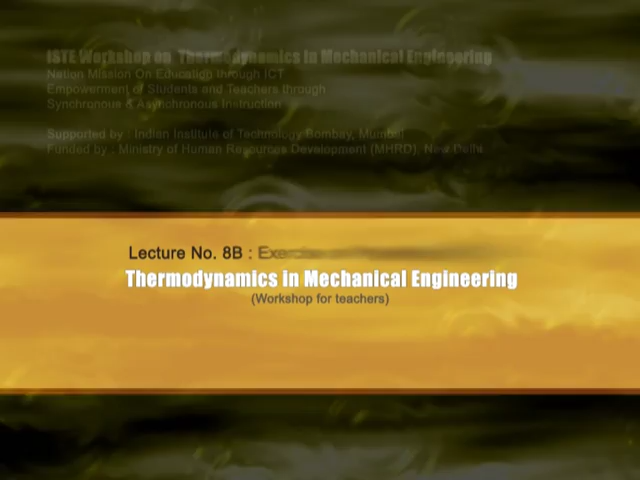 ISTE Workshop on Thermodynamics in Mechanical Engineering
Nation Mission On Education through ICT
Empowerment of Students and Teachers through
Synchronous & Asynchronous Instruction
Supported by : Indian Institute of Technology Bombay, Mumbai
Funded by : Ministry of Human Resources Development (MHRD), New Delhi
Lecture No. 8B :
Thermodynamics in Mechanical Engineering
(Workshop for teachers)